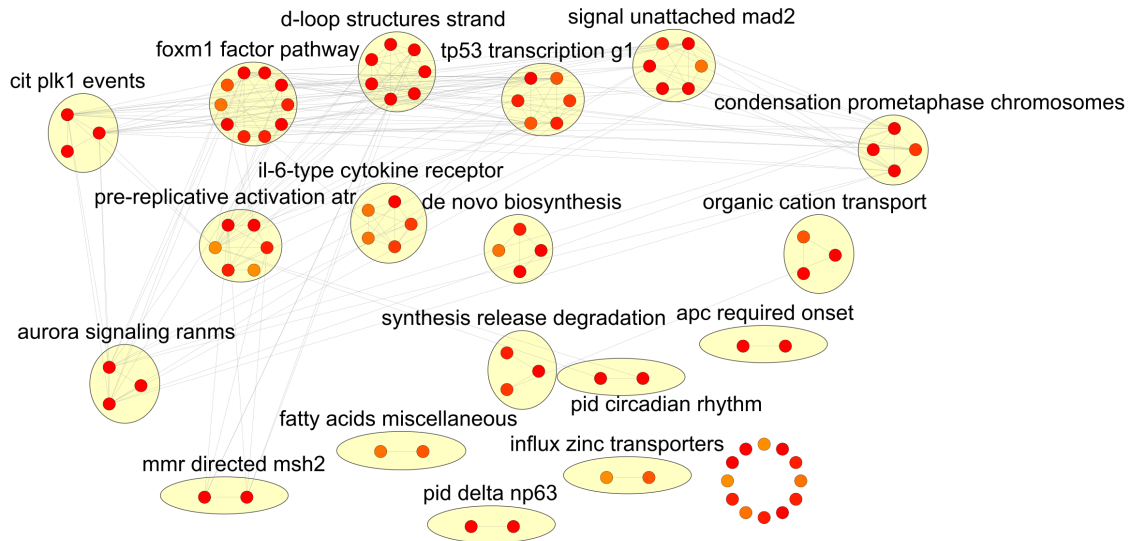 d-loop structures strand
signal unattached mad2
foxm1 factor pathway
tp53 transcription g1
cit plk1 events
condensation prometaphase chromosomes
il-6-type cytokine receptor
pre-replicative activation atr
de novo biosynthesis
organic cation transport
synthesis release degradation
apc required onset
aurora signaling ranms
pid circadian rhythm
fatty acids miscellaneous
influx zinc transporters
mmr directed msh2
pid delta np63